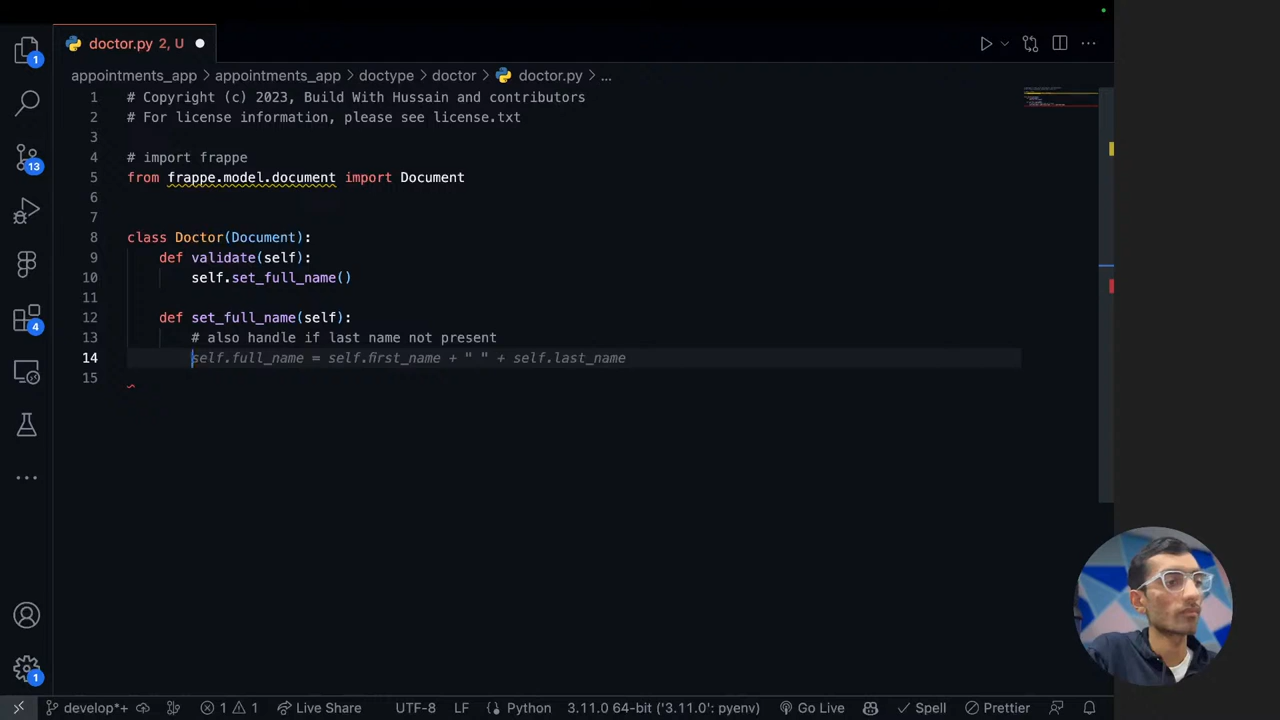 doctor.py 2, U
appointments_app > appointments_app > doctype > doctor > doctor.py > ...
1 # Copyright (c) 2023, Build With Hussain and contributors
2 # For license information, please see license.txt
3
4 # import frappe
5 from frappe.model.document import Document
6
7
8 class Doctor(Document):
9 def validate(self):
10 self.set_full_name()
11
12 def set_full_name(self):
13 # also handle if last name not present
14 self.full_name = self.first_name + " " + self.last_name
15
1
13
4
1
develop*+ 1 1 Live Share UTF-8 LF Python 3.11.0 64-bit ('3.11.0': pyenv) Go Live Spell Prettier